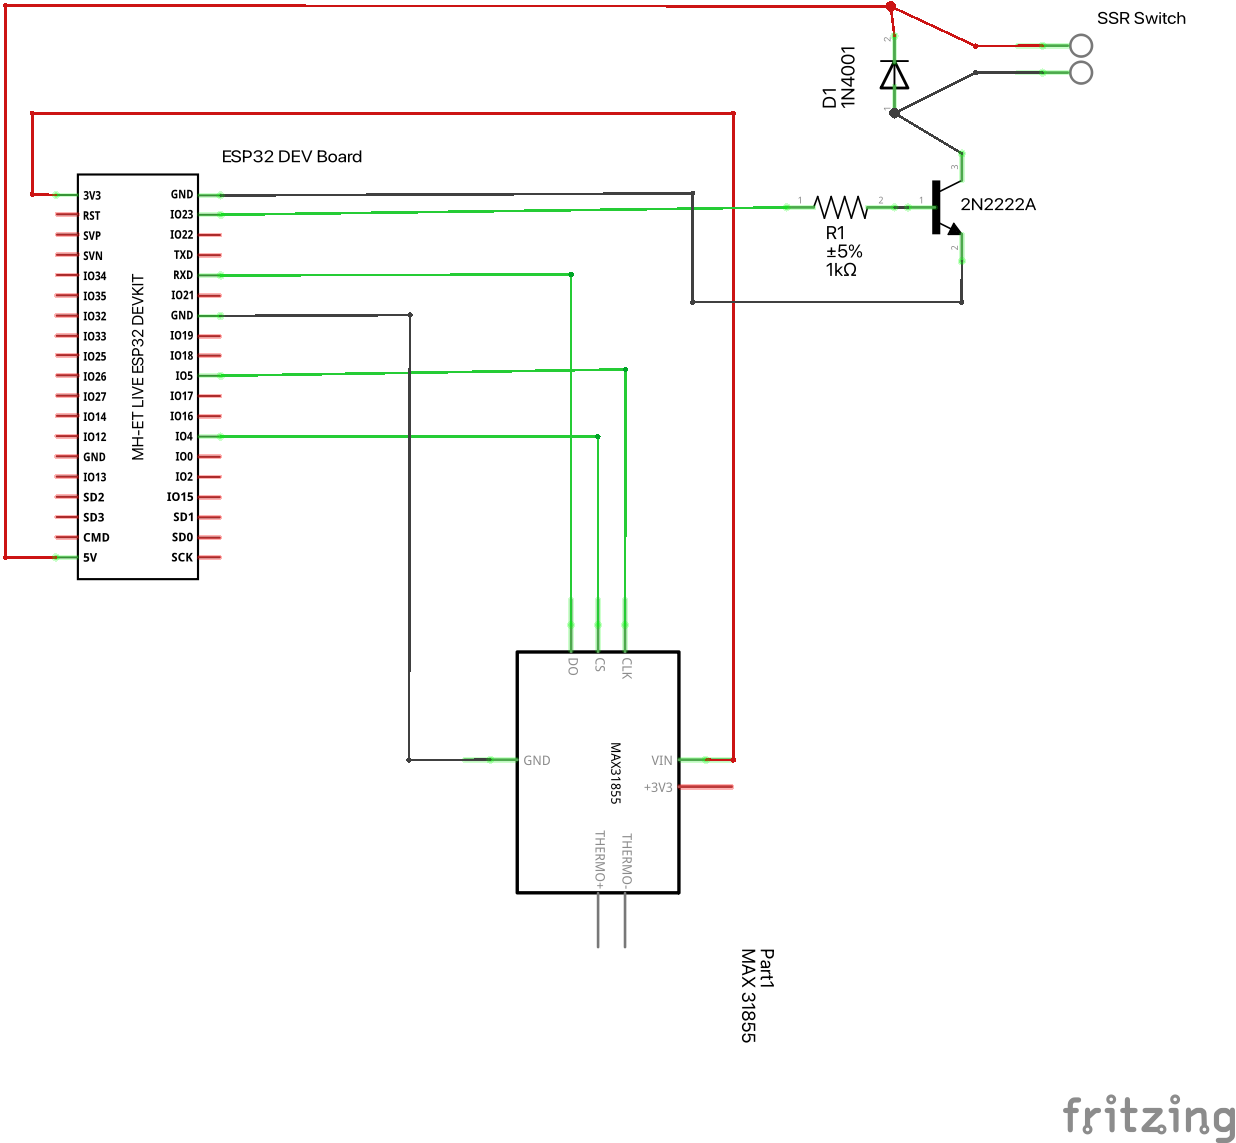 SSR Switch
2
D1
1N4001
1
ESP32 DEV Board
3
3V3
GND
1
2
1
2N2222A
RST
IO23
R1
±5%
1kΩ
2
SVP
IO22
SVN
TXD
IO34
RXD
IO35
IO21
IO32
GND
IO33
IO19
IO25
IO18
IO26
IO5
IO27
IO17
IO14
IO16
IO12
IO4
GND
IO0
IO13
IO2
SD2
IO15
SD3
SD1
CMD
SD0
5V
SCK
MH-ET LIVE ESP32 DEVKIT
DO
CS
CLK
GND
MAX31855
VIN
+3V3
THERMO+
THERMO-
Part1
MAX 31855
fritzing